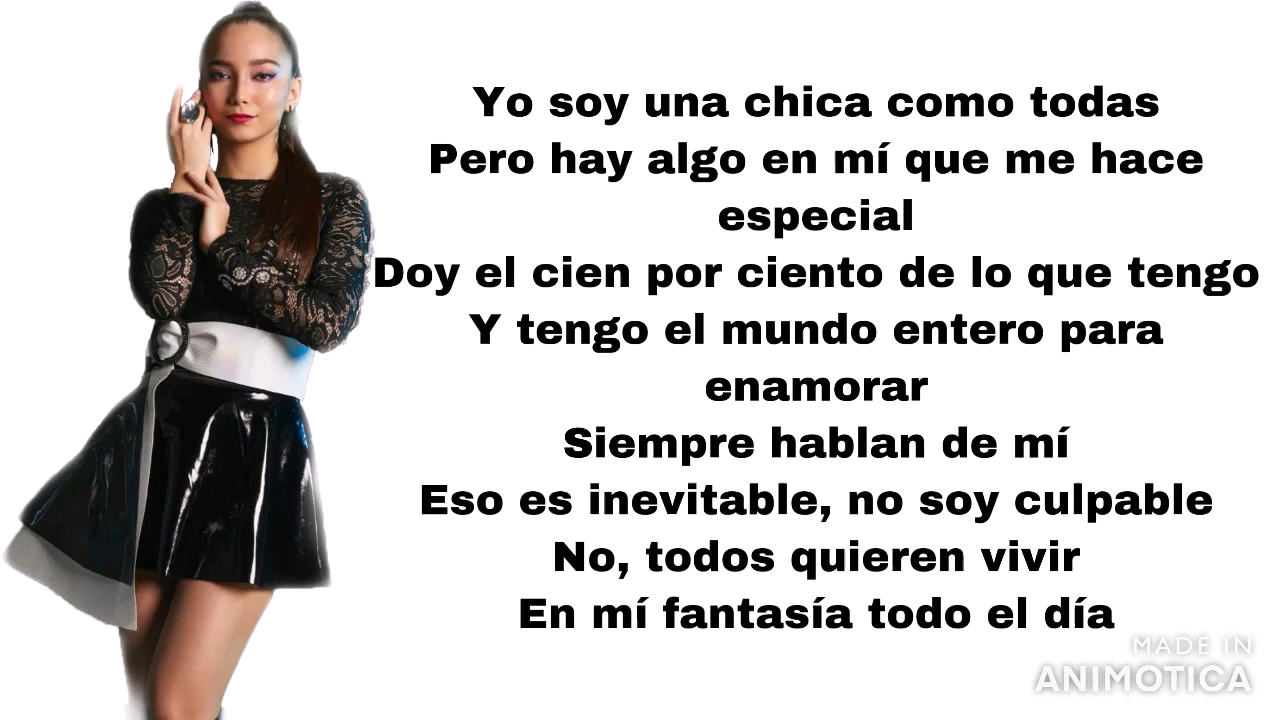 Yo soy una chica como todas
Pero hay algo en mí que me hace
especial
Doy el cien por ciento de lo que tengo
Y tengo el mundo entero para
enamorar
Siempre hablan de mí
Eso es inevitable, no soy culpable
No, todos quieren vivir
En mí fantasía todo el día
MADE IN
ANIMOTICA